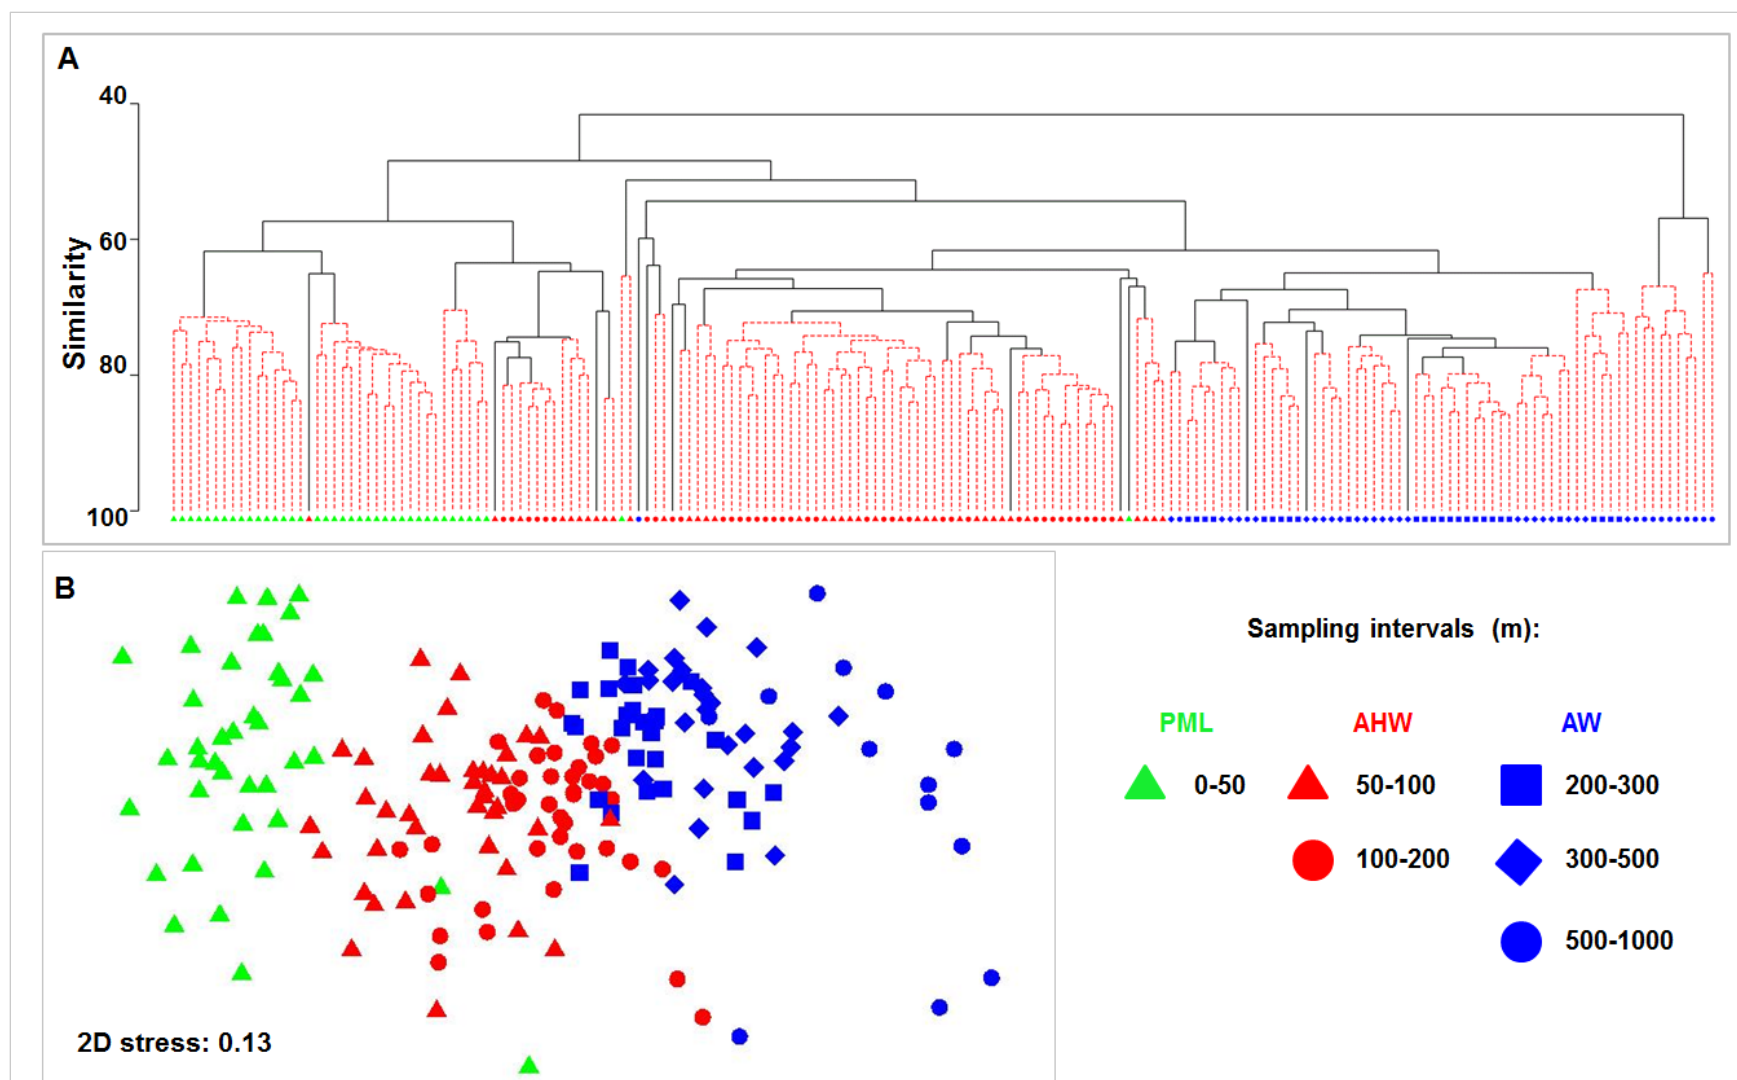 A
40
60
80
100
Similarity
B
2D stress: 0.13
Sampling intervals (m):
PML AHW AW
0-50 50-100 200-300
100-200 300-500
500-1000